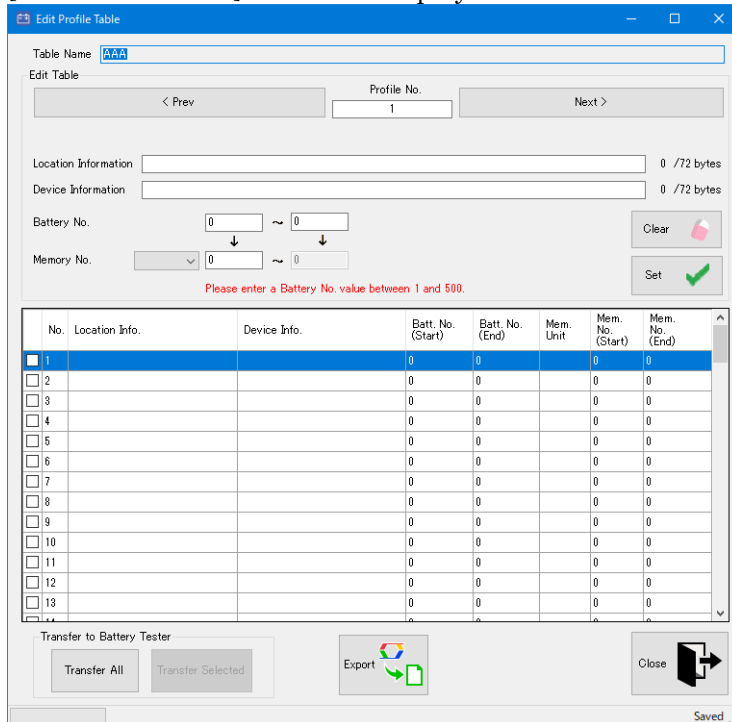 Edit Profile Table
Table Name AAA
Edit Table
< Prev
Profile No.
1
Next >
Location Information 0 /72 bytes
Device Information 0 /72 bytes
Battery No. 0 ~ 0
↓ ↓
Memory No. 0 ~ 0
Please enter a Battery No. value between 1 and 500.
Clear
Set
No. Location Info. Device Info. Batt. No. (Start) Batt. No. (End) Mem. Unit Mem. No. (Start) Mem. No. (End)
1 0 0 0 0
2 0 0 0 0
3 0 0 0 0
4 0 0 0 0
5 0 0 0 0
6 0 0 0 0
7 0 0 0 0
8 0 0 0 0
9 0 0 0 0
10 0 0 0 0
11 0 0 0 0
12 0 0 0 0
13 0 0 0 0
Transfer to Battery Tester
Transfer All
Transfer Selected
Export
Close
Saved